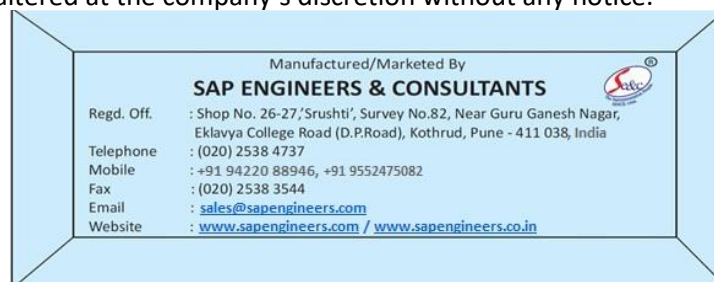 altered at the company's discretion without any notice.
Manufactured/Marketed By
SAP ENGINEERS & CONSULTANTS
®
Regd. Off. : Shop No. 26-27,'Srushti', Survey No.82, Near Guru Ganesh Nagar,
Eklavya College Road (D.P.Road), Kothrud, Pune - 411 038, India
Telephone : (020) 2538 4737
Mobile : +91 94220 88946, +91 9552475082
Fax : (020) 2538 3544
Email : sales@sapengineers.com
Website : www.sapengineers.com / www.sapengineers.co.in